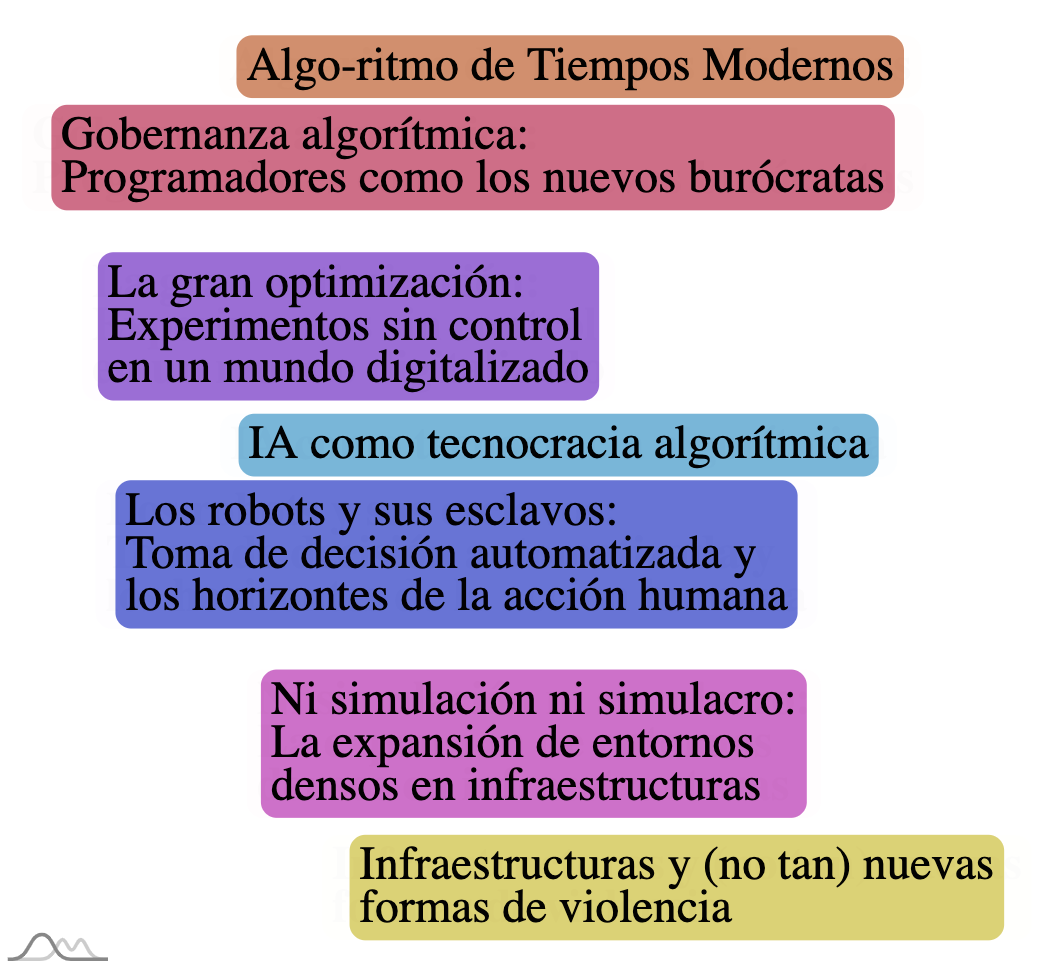 Algo-ritmo de Tiempos Modernos
Gobernanza algorítmica:
Programadores como los nuevos burócratas
La gran optimización:
Experimentos sin control
en un mundo digitalizado
IA como tecnocracia algorítmica
Los robots y sus esclavos:
Toma de decisión automatizada y
los horizontes de la acción humana
Ni simulación ni simulacro:
La expansión de entornos
densos en infraestructuras
Infraestructuras y (no tan) nuevas
formas de violencia